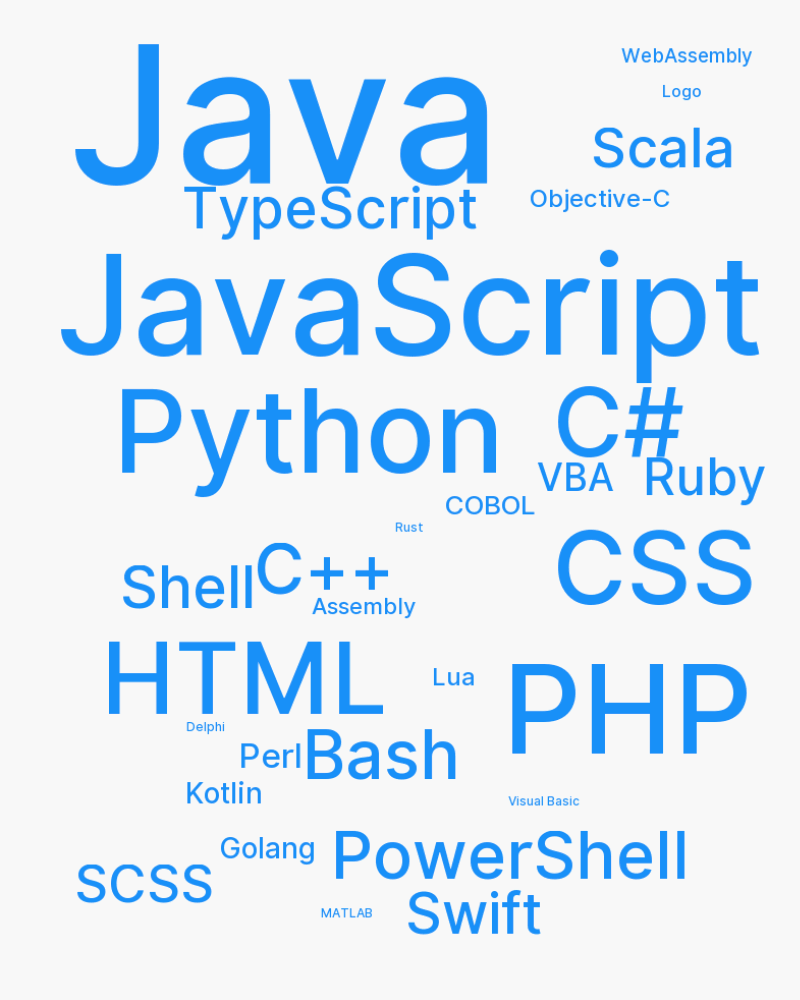 Java
WebAssembly
Logo
Scala
TypeScript
Objective-C
JavaScript
Python
C#
VBA
Ruby
COBOL
Rust
C++
Shell
CSS
Assembly
HTML
Lua
PHP
Delphi
Perl
Bash
Kotlin
Visual Basic
Golang
PowerShell
SCSS
MATLAB
Swift